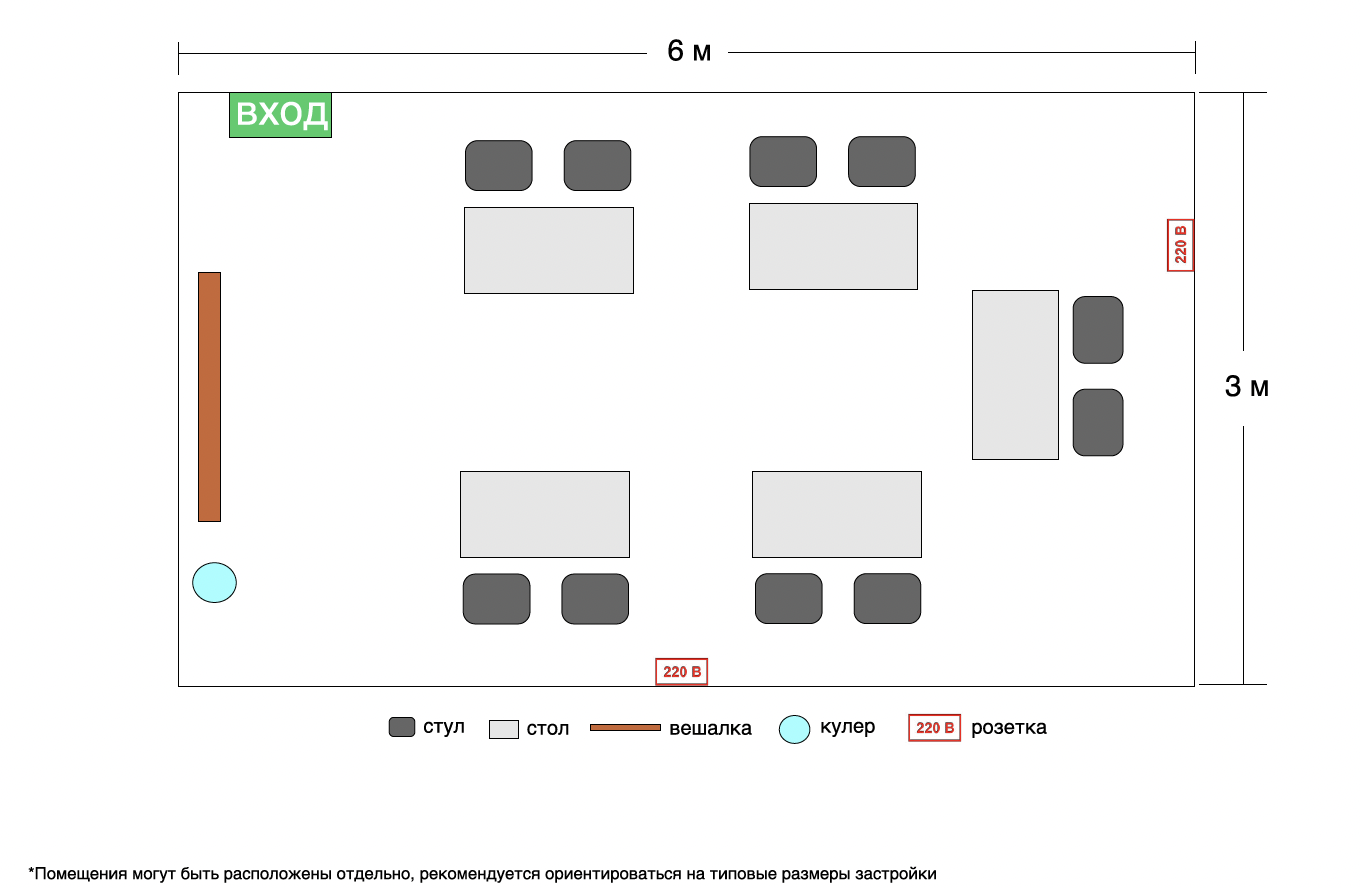 6 м
ВХОД
220 В
3 м
220 В
стул стол вешалка кулер 220 В розетка
*Помещения могут быть расположены отдельно, рекомендуется ориентироваться на типовые размеры застройки